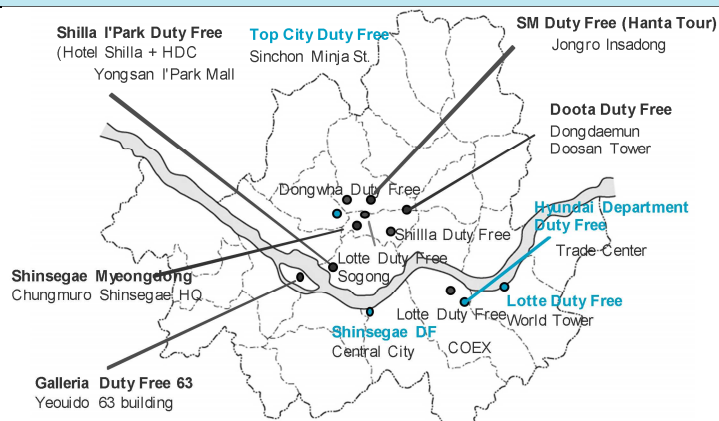 Shilla I'Park Duty Free
(Hotel Shilla + HDC
Yongsan I'Park Mall
Top City Duty Free
Sinchon Minja St.
SM Duty Free (Hanta Tour)
Jongro Insadong
Doota Duty Free
Dongdaemun
Doosan Tower
Dongwha Duty Free
Hyundai Department
Duty Free
Trade Center
Shillla Duty Free
Lotte Duty Free
Sogong
Shinsegae Myeongdong
Chungmuro Shinsegae HQ
Lotte Duty Free
World Tower
Lotte Duty Free
COEX
Shinsegae DF
Central City
Galleria Duty Free 63
Yeouido 63 building